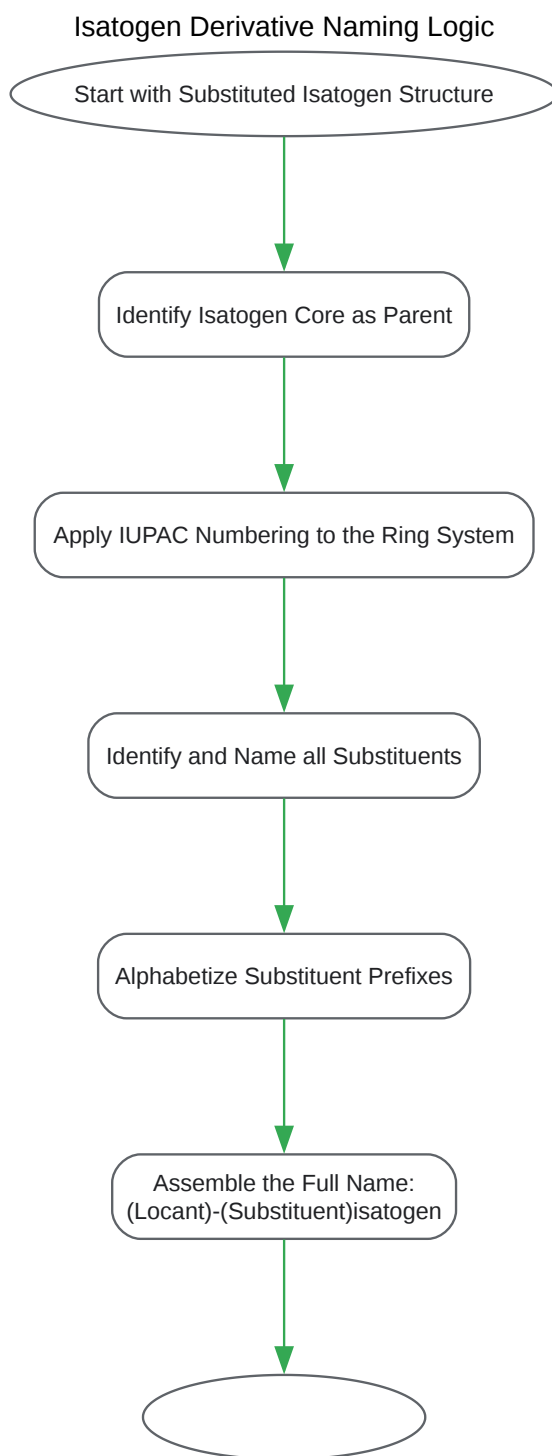 Isatogen Derivative Naming Logic
Start with Substituted Isatogen Structure
Identify Isatogen Core as Parent
Apply IUPAC Numbering to the Ring System
Identify and Name all Substituents
Alphabetize Substituent Prefixes
Assemble the Full Name:
(Locant)-(Substituent)isatogen